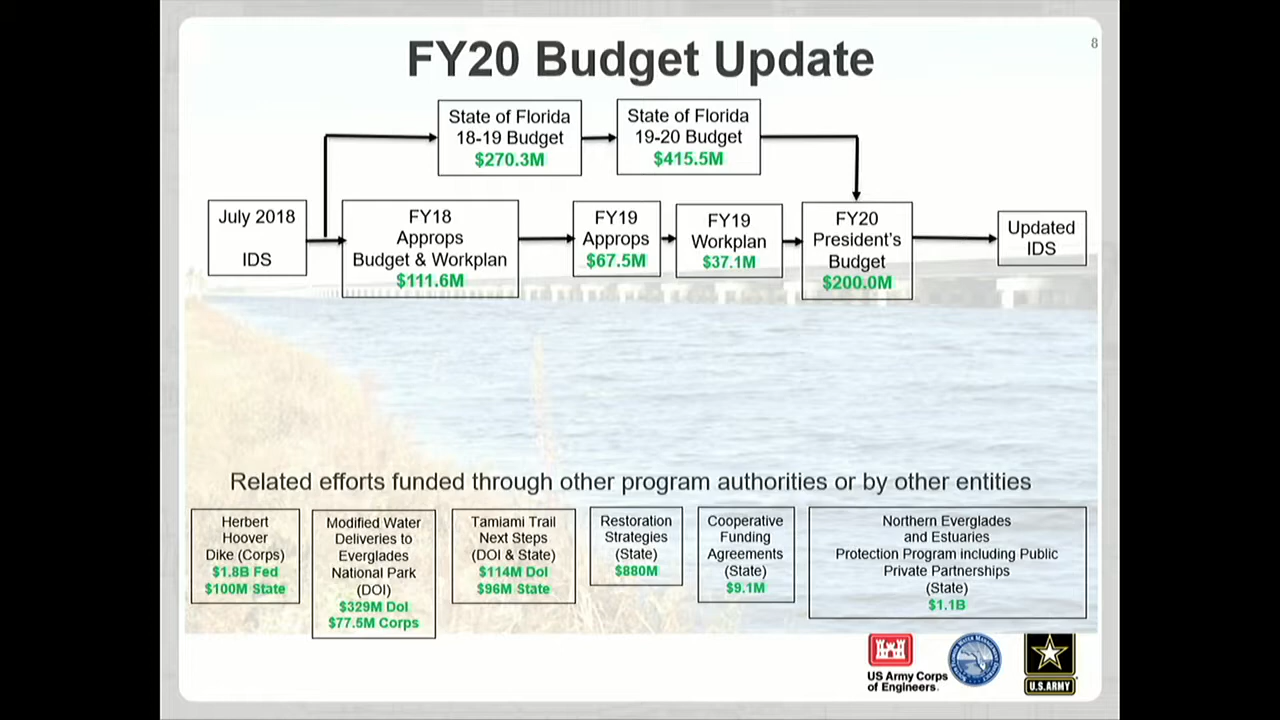 8
FY20 Budget Update
State of Florida
18-19 Budget
$270.3M
State of Florida
19-20 Budget
$415.5M
July 2018
IDS
FY18
Approps
Budget & Workplan
$111.6M
FY19
Approps
$67.5M
FY19
Workplan
$37.1M
FY20
President's
Budget
$200.0M
Updated
IDS
Related efforts funded through other program authorities or by other entities
Herbert
Hoover
Dike (Corps)
$1.8B Fed
$100M State
Modified Water
Deliveries to
Everglades
National Park
(DOI)
$329M DoI
$77.5M Corps
Tamiami Trail
Next Steps
(DOI & State)
$114M DoI
$96M State
Restoration
Strategies
(State)
$880M
Cooperative
Funding
Agreements
(State)
$9.1M
Northern Everglades
and Estuaries
Protection Program including Public
Private Partnerships
(State)
$1.1B
US Army Corps
of Engineers.
U.S.ARMY